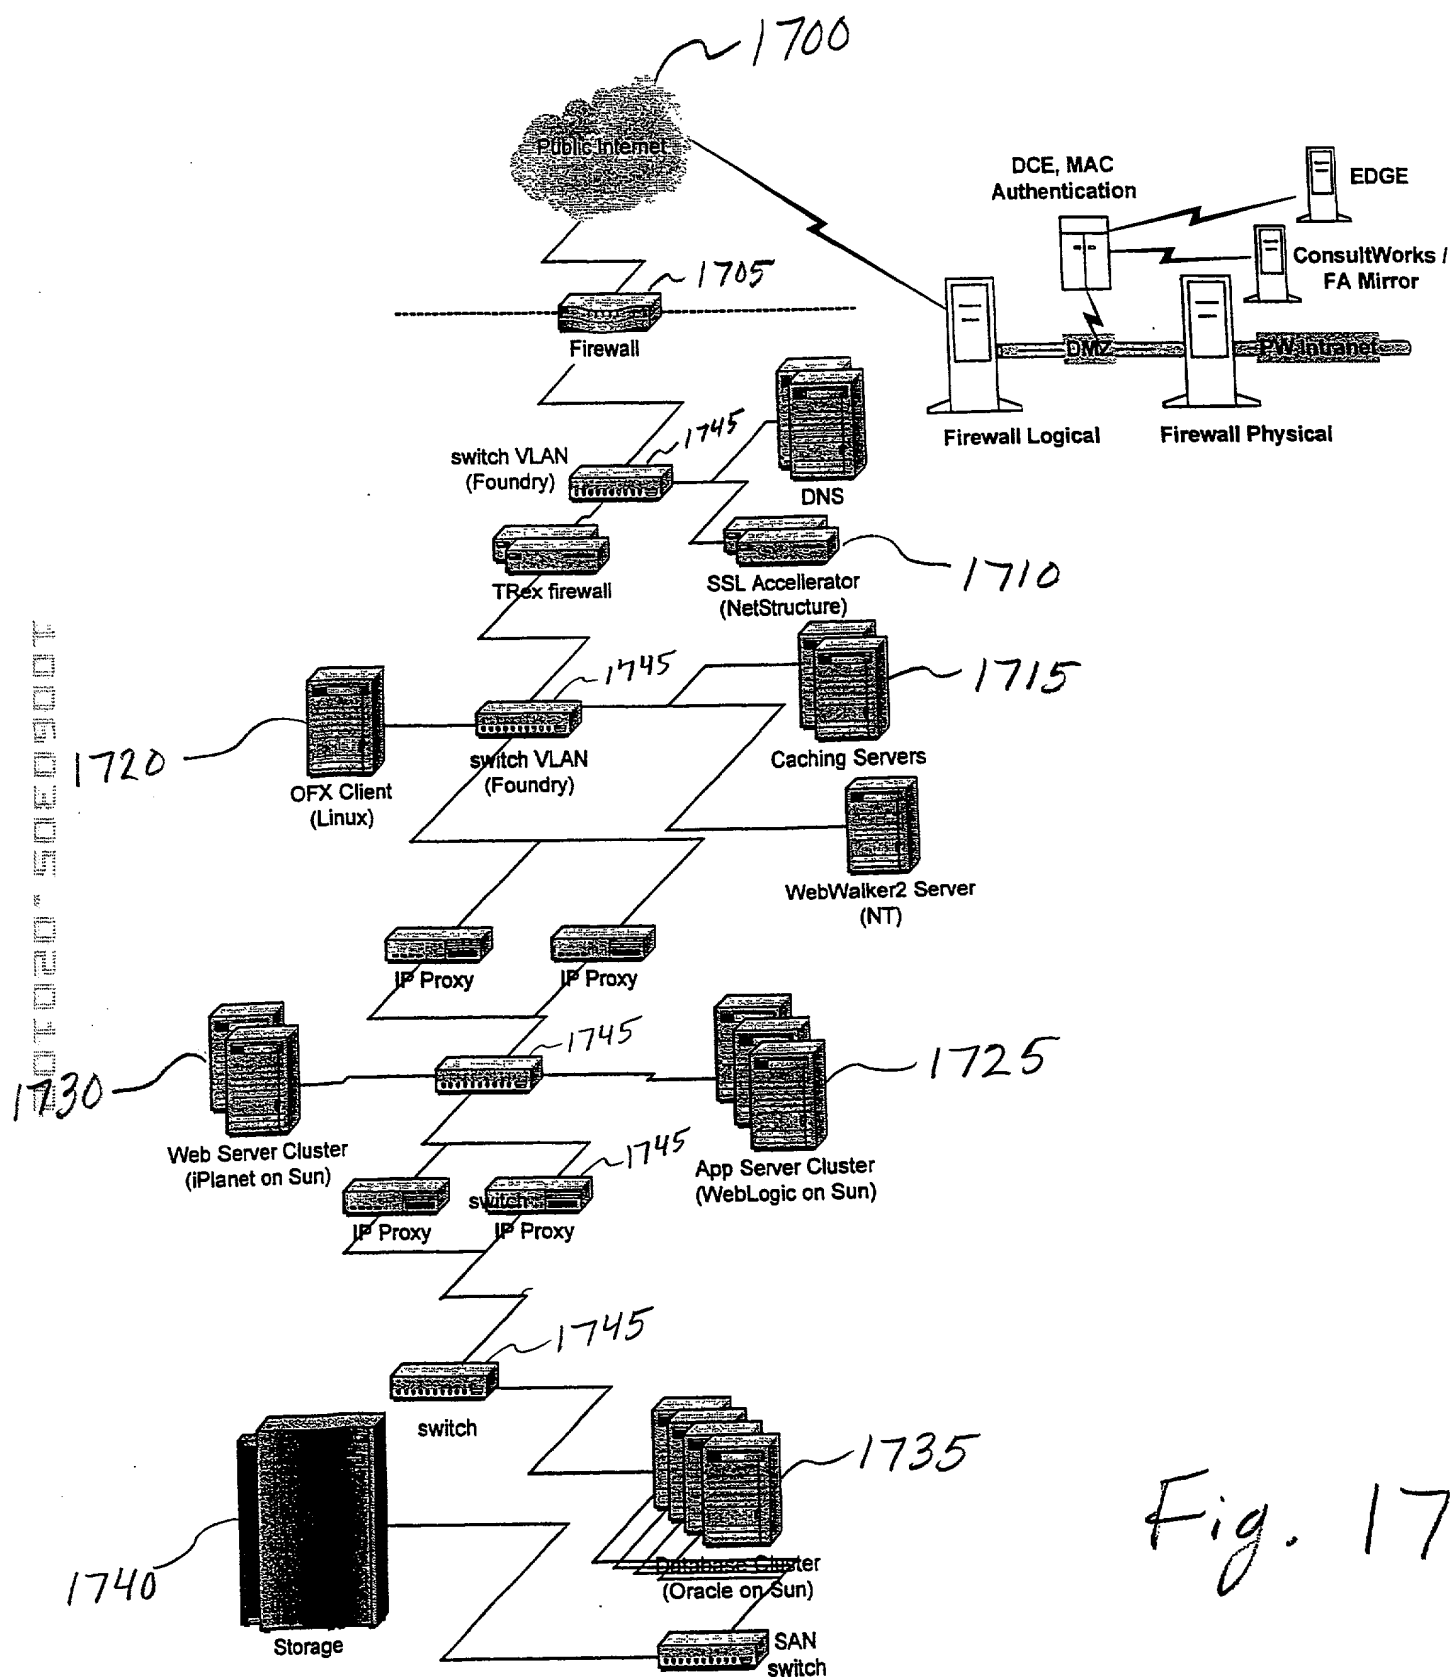 1700
Public Internet
DCE, MAC
Authentication
EDGE
ConsultWorks /
FA Mirror
1705
Firewall
DMZ
PW Intranet
Firewall Logical
Firewall Physical
1745
switch VLAN
(Foundry)
DNS
TRex firewall
SSL Accellerator
(NetStructure)
1710
1745
1715
1720
switch VLAN
(Foundry)
Caching Servers
OFX Client
(Linux)
WebWalker2 Server
(NT)
IP Proxy
IP Proxy
1745
1725
1730
Web Server Cluster
(iPlanet on Sun)
1745
App Server Cluster
(WebLogic on Sun)
switch
IP Proxy
IP Proxy
1745
switch
1735
Fig. 17
Database Cluster
(Oracle on Sun)
1740
Storage
SAN
switch